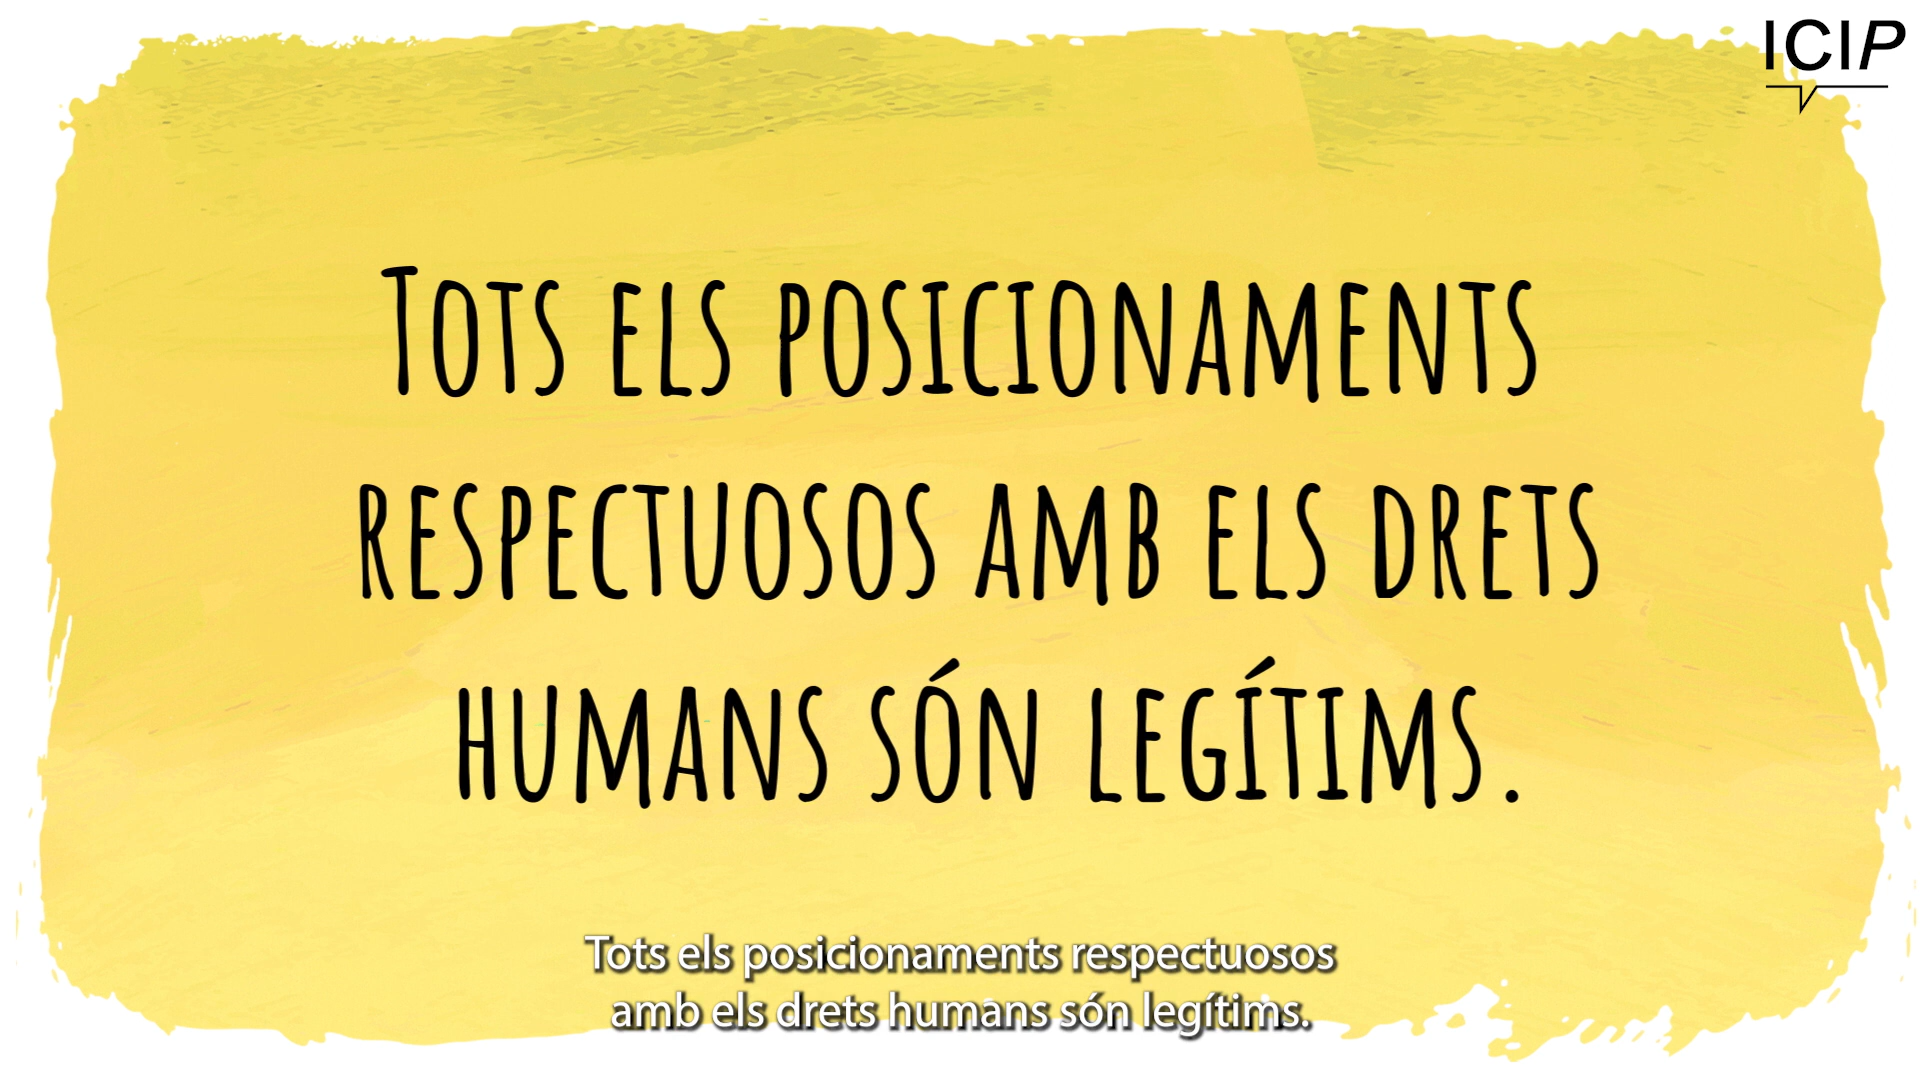 ICIP
Tots els posicionaments
respectuosos amb els drets
humans són legítims.
Tots els posicionaments respectuosos
amb els drets humans són legítims.